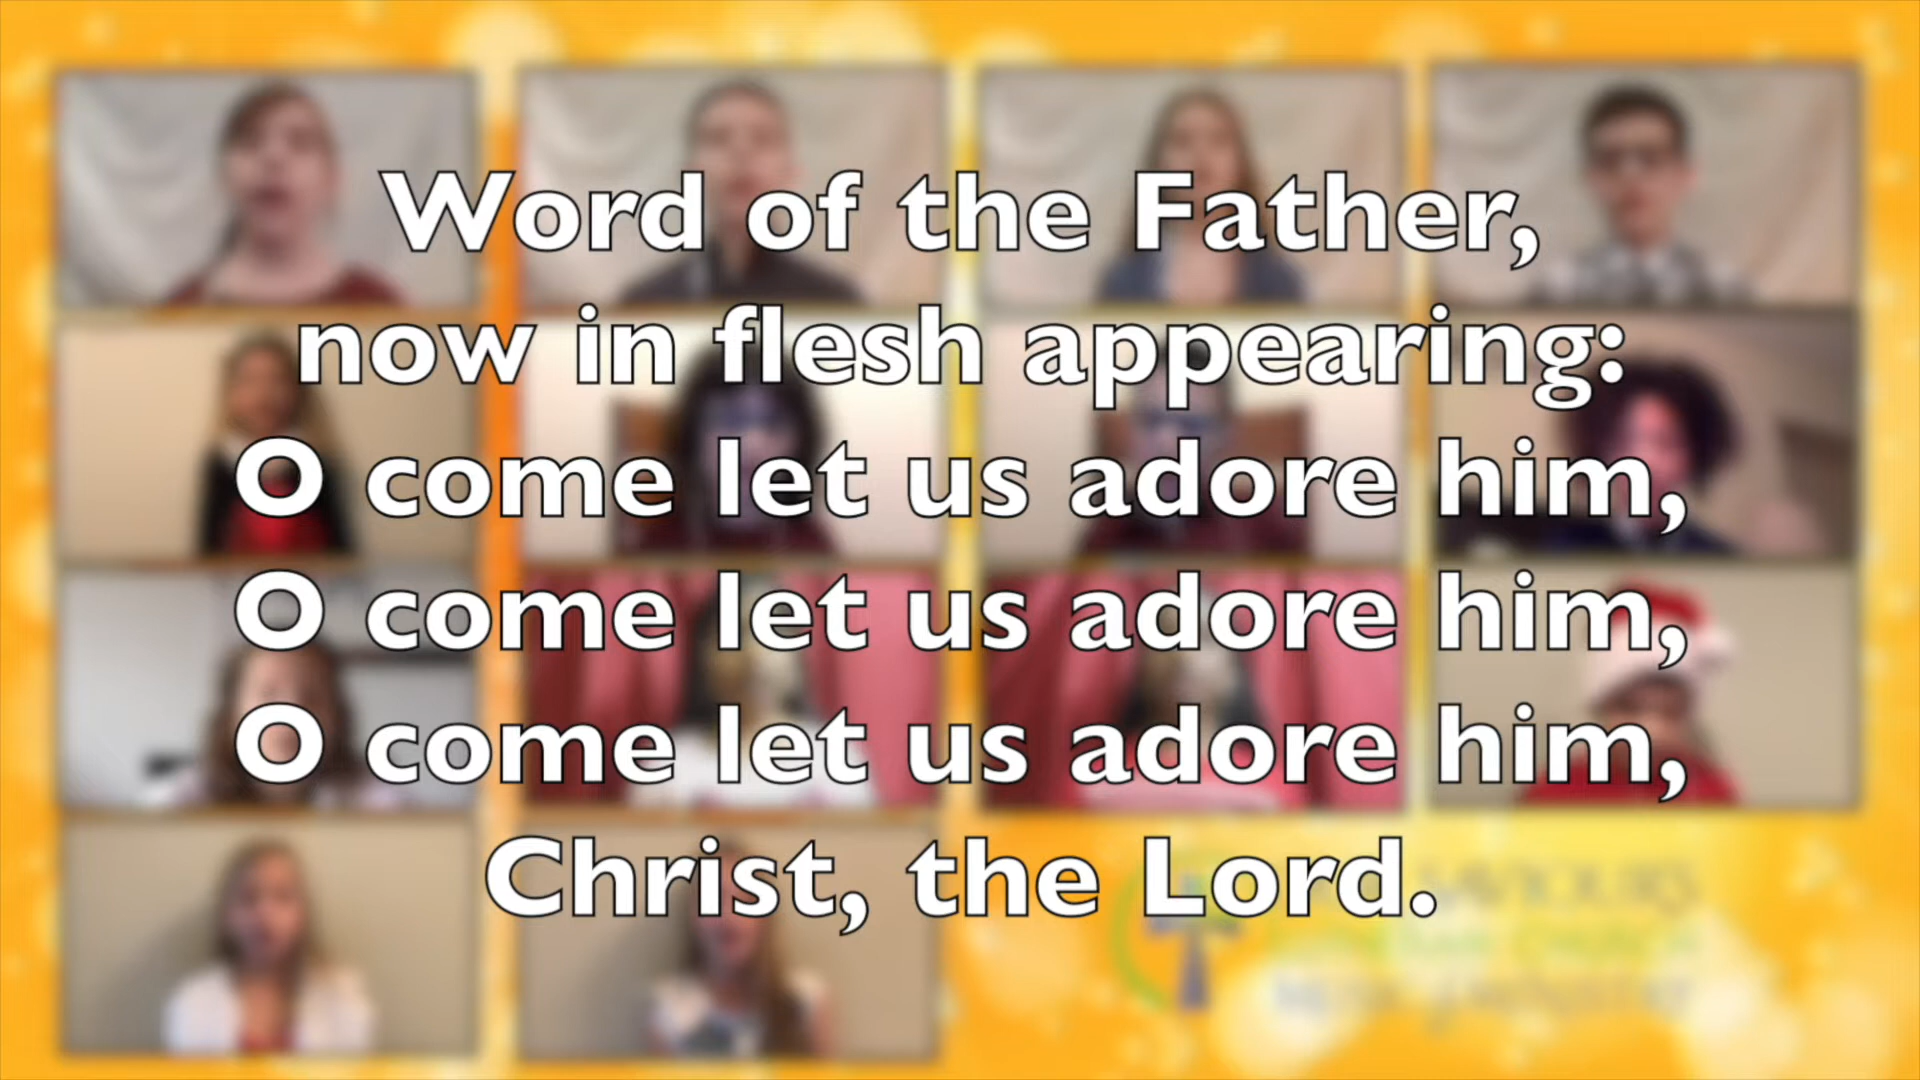 Word of the Father,
now in flesh appearing:
O come let us adore him,
O come let us adore him,
O come let us adore him,
Christ, the Lord.